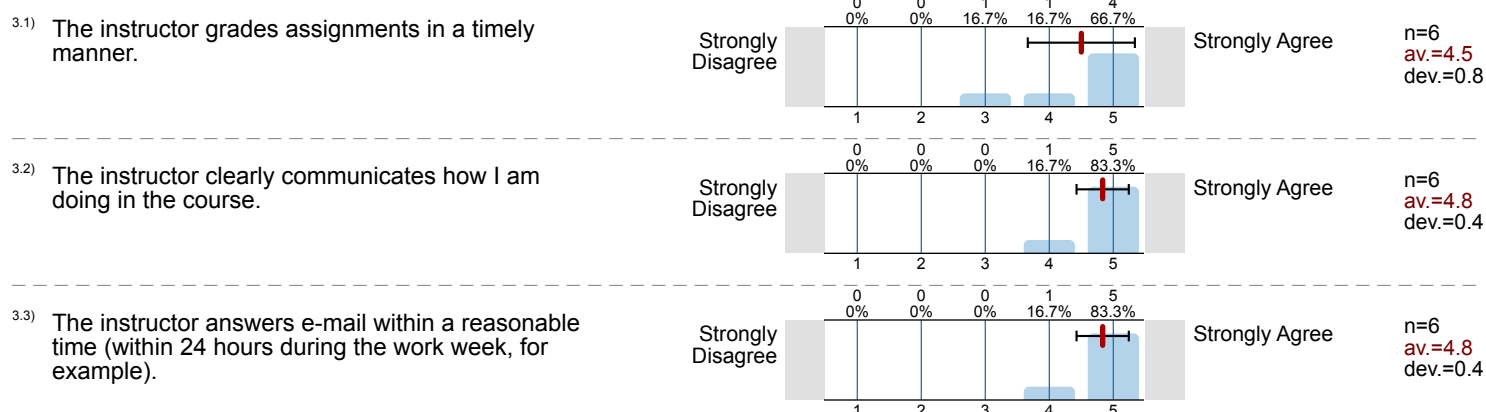 0 0 1 1 4
3.1) The instructor grades assignments in a timely
manner.
0% 0% 16.7% 16.7% 66.7%
Strongly
Disagree
Strongly Agree
n=6
av.=4.5
dev.=0.8
1 2 3 4 5
3.2) The instructor clearly communicates how I am
doing in the course.
0 0 0 1 5
0% 0% 0% 16.7% 83.3%
Strongly
Disagree
Strongly Agree
n=6
av.=4.8
dev.=0.4
1 2 3 4 5
3.3) The instructor answers e-mail within a reasonable
time (within 24 hours during the work week, for
example).
0 0 0 1 5
0% 0% 0% 16.7% 83.3%
Strongly
Disagree
Strongly Agree
n=6
av.=4.8
dev.=0.4
1 2 3 4 5